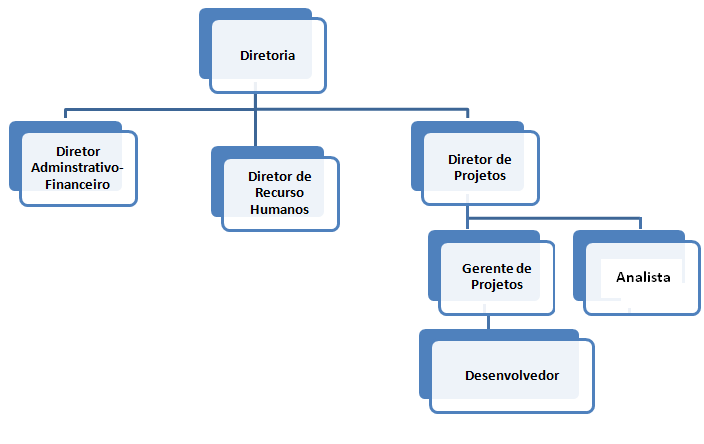 Diretoria
Diretor
Adminstrativo-
Financeiro
Diretor de
Recurso
Humanos
Diretor de
Projetos
Gerente de
Projetos
Analista
Desenvolvedor